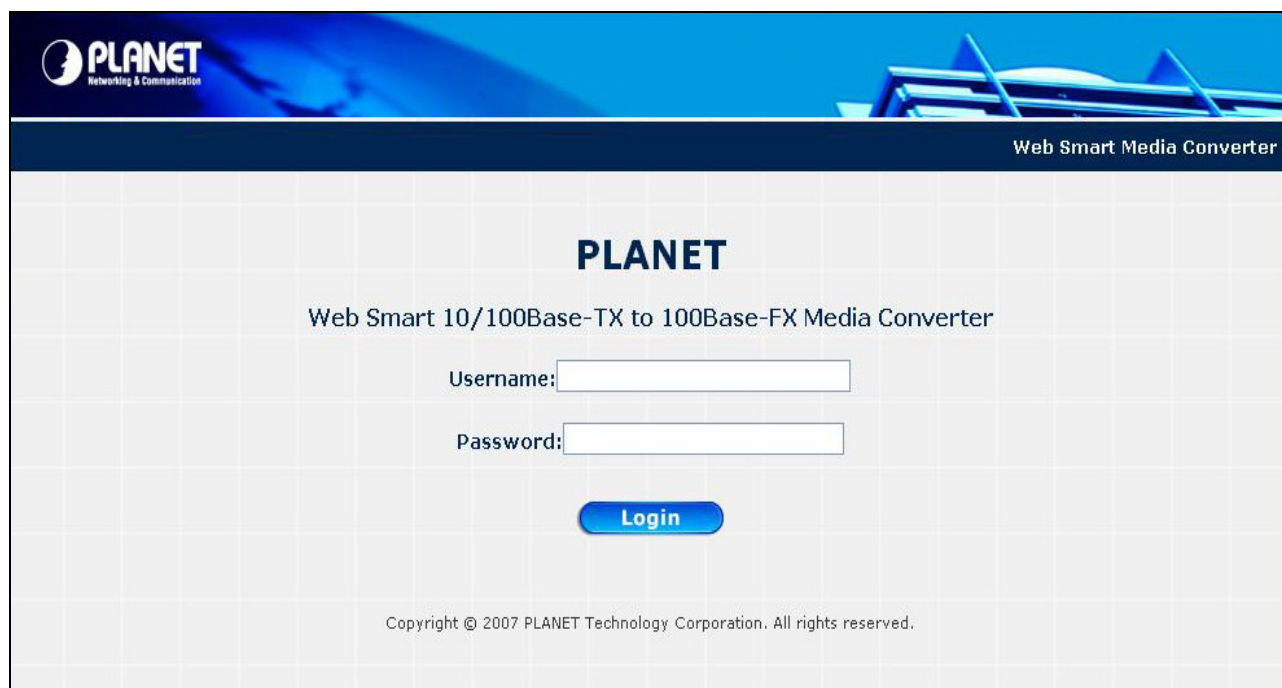 PLANET
Networking & Communication
Web Smart Media Converter
PLANET
Web Smart 10/100Base-TX to 100Base-FX Media Converter
Username:
Password:
Login
Copyright © 2007 PLANET Technology Corporation. All rights reserved.